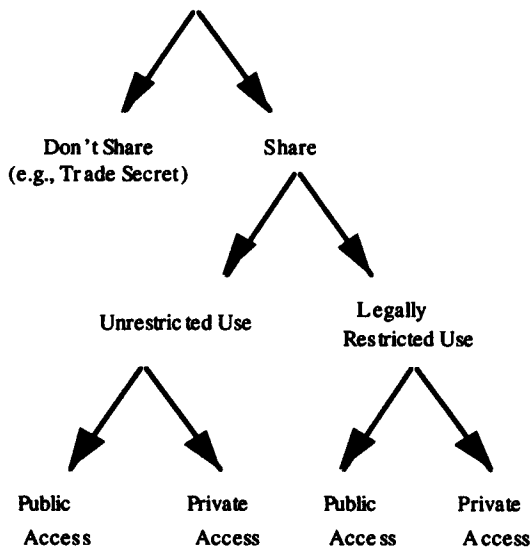 Don't Share
(e.g., Trade Secret)
Share
Unrestricted Use
Legally
Restricted Use
Public
Access
Private
Access
Public
Access
Private
Access